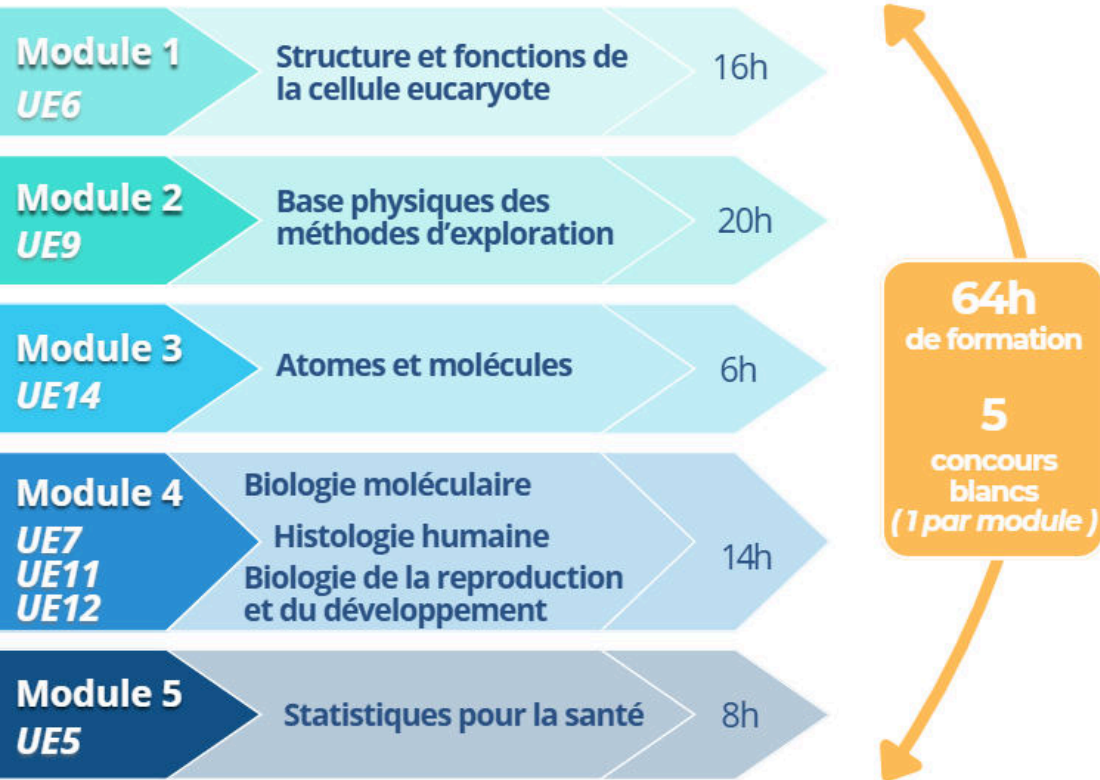 Module 1
UE6
Structure et fonctions de
la cellule eucaryote
16h
Module 2
UE9
Base physiques des
méthodes d’exploration
20h
Module 3
UE14
Atomes et molécules
6h
Module 4
UE7
UE11
UE12
Biologie moléculaire
Histologie humaine
Biologie de la reproduction
et du développement
14h
Module 5
UE5
Statistiques pour la santé
8h
64h
de formation
5
concours
blancs
( 1 par module )